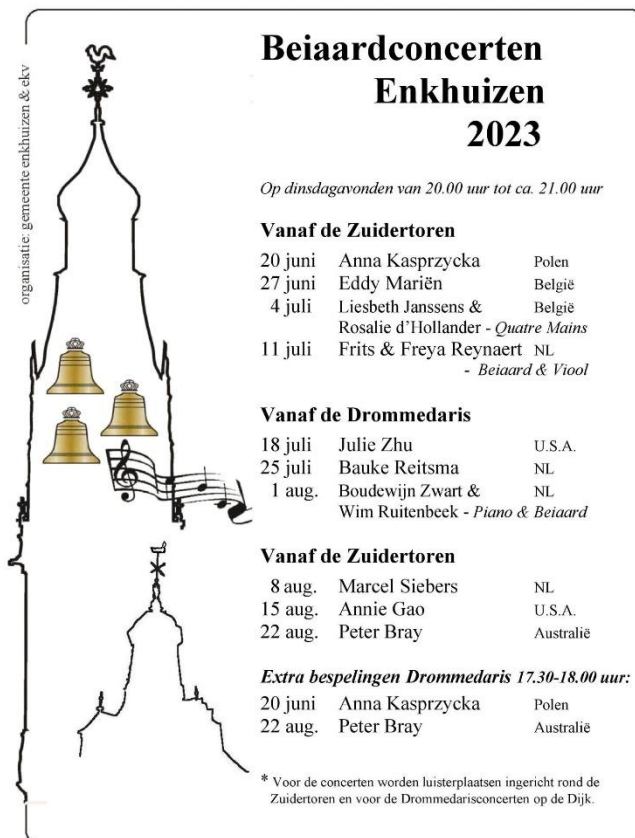 organisatie: gemeente enkhuizen & ekv
Beiaardconcerten
Enkhuizen
2023
Op dinsdagavonden van 20.00 uur tot ca. 21.00 uur
Vanaf de Zuidertoren
20 juni Anna Kasprzycka Polen
27 juni Eddy Mariën België
4 juli Liesbeth Janssens & België
Rosalie d’Hollander - Quatre Mains
11 juli Frits & Freya Reynaert NL
- Beiaard & Viool
Vanaf de Drommedaris
18 juli Julie Zhu U.S.A.
25 juli Bauke Reitsma NL
1 aug. Boudewijn Zwart & NL
Wim Ruitenbeek - Piano & Beiaard
Vanaf de Zuidertoren
8 aug. Marcel Siebers NL
15 aug. Annie Gao U.S.A.
22 aug. Peter Bray Australië
Extra bespelingen Drommedaris 17.30-18.00 uur:
20 juni Anna Kasprzycka Polen
22 aug. Peter Bray Australië
* Voor de concerten worden luisterplaatsen ingericht rond de
Zuidertoren en voor de Drommedarisconcerten op de Dijk.